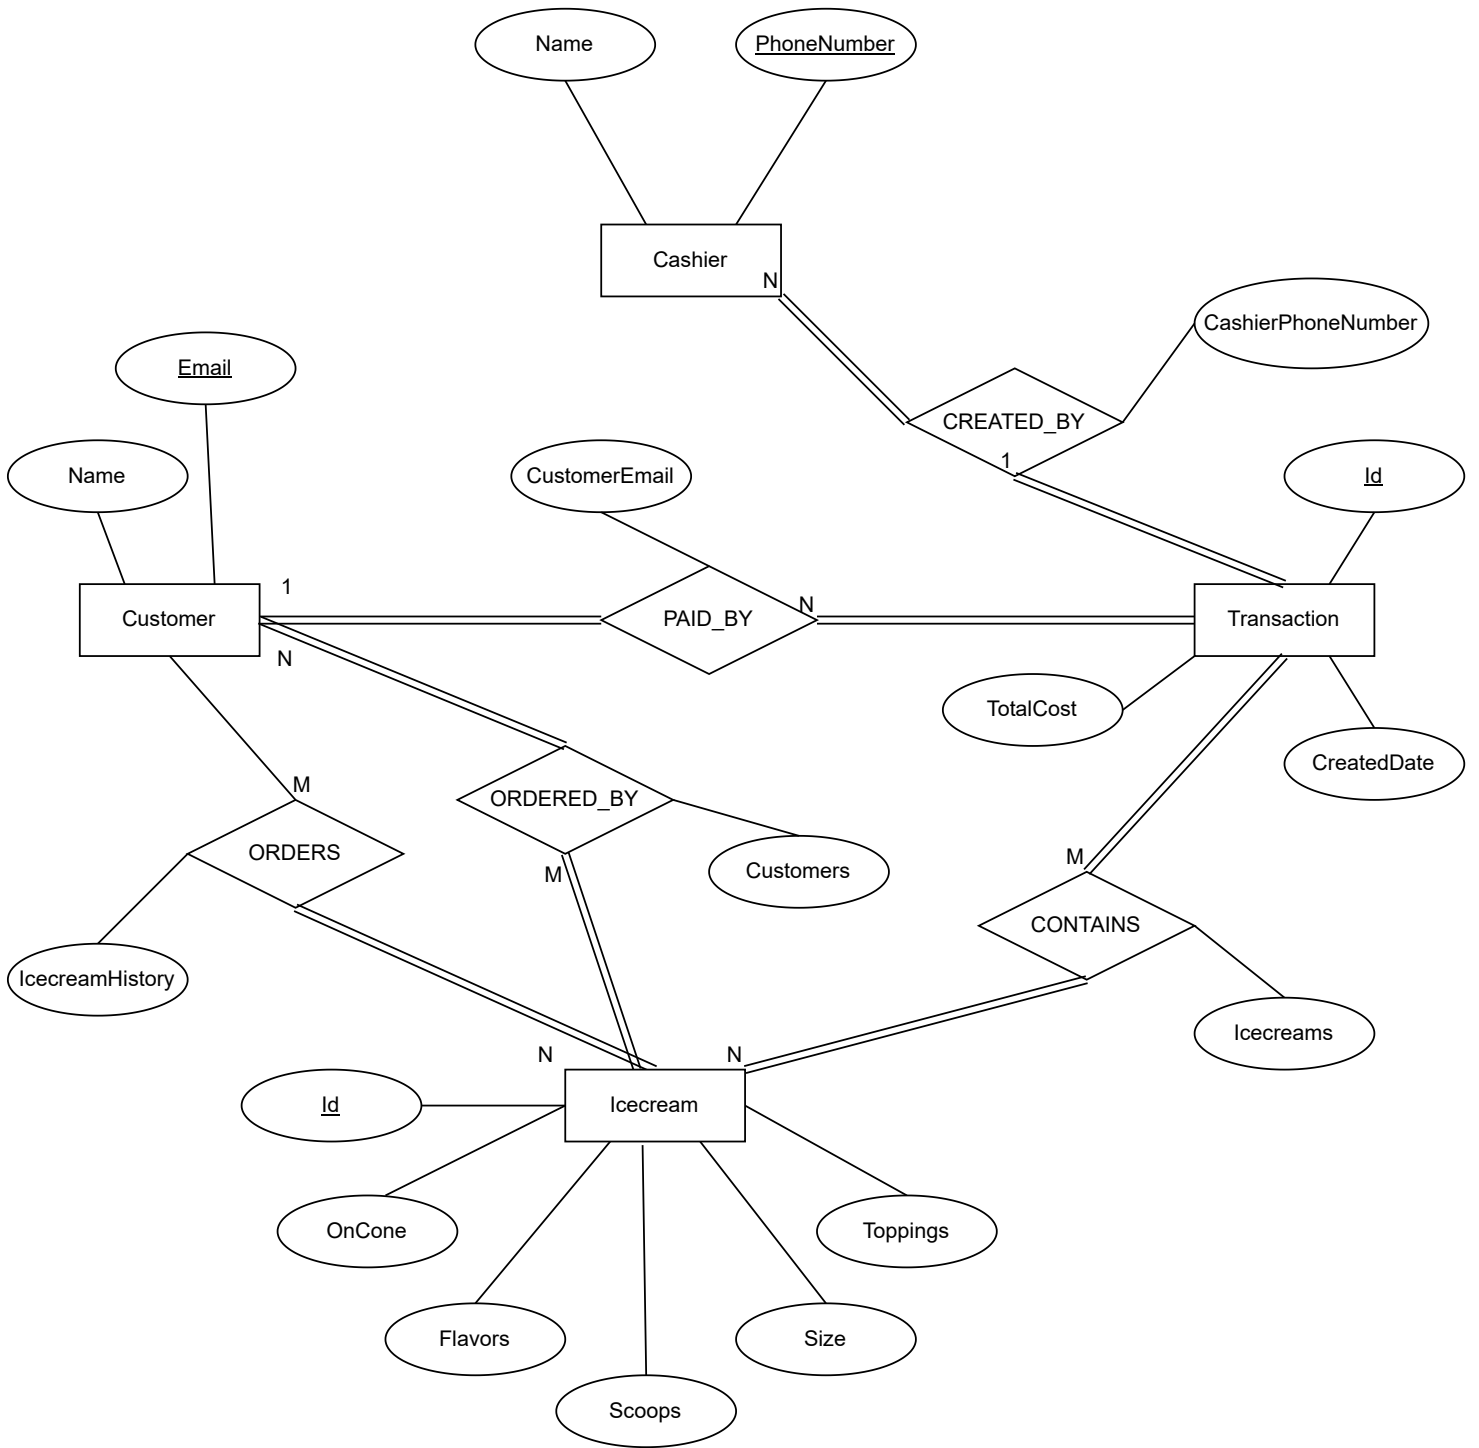 Name
PhoneNumber
Cashier
N
CashierPhoneNumber
Email
CREATED_BY
1
Name
CustomerEmail
Id
1
Customer
N
PAID_BY
N
Transaction
TotalCost
CreatedDate
M
ORDERED_BY
ORDERS
M
Customers
M
CONTAINS
IcecreamHistory
Icecreams
N
N
Id
Icecream
OnCone
Toppings
Flavors
Size
Scoops